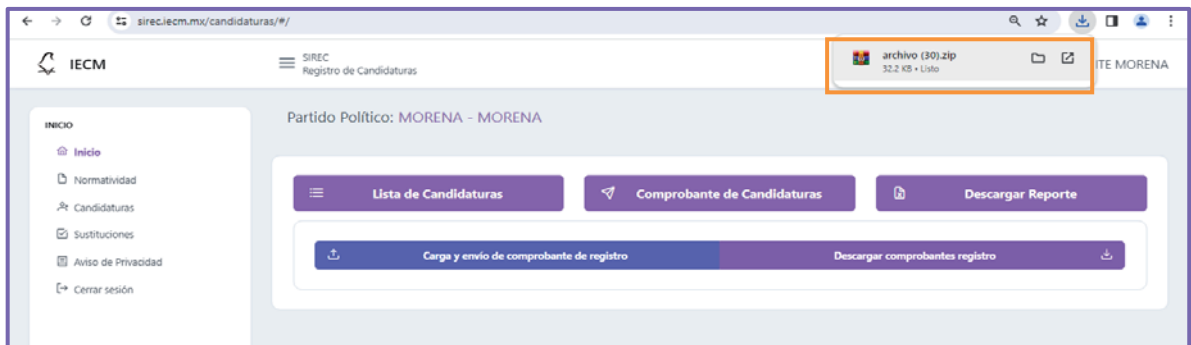 sirec.iecm.mx/candidaturas/#/
archivo (30).zip
32.2 KB • Listo
IECM
SIREC
Registro de Candidaturas
ITE MORENA
INICIO
Inicio
Normatividad
Candidaturas
Sustituciones
Aviso de Privacidad
Cerrar sesión
Partido Político: MORENA - MORENA
Lista de Candidaturas
Comprobante de Candidaturas
Descargar Reporte
Carga y envío de comprobante de registro
Descargar comprobantes registro